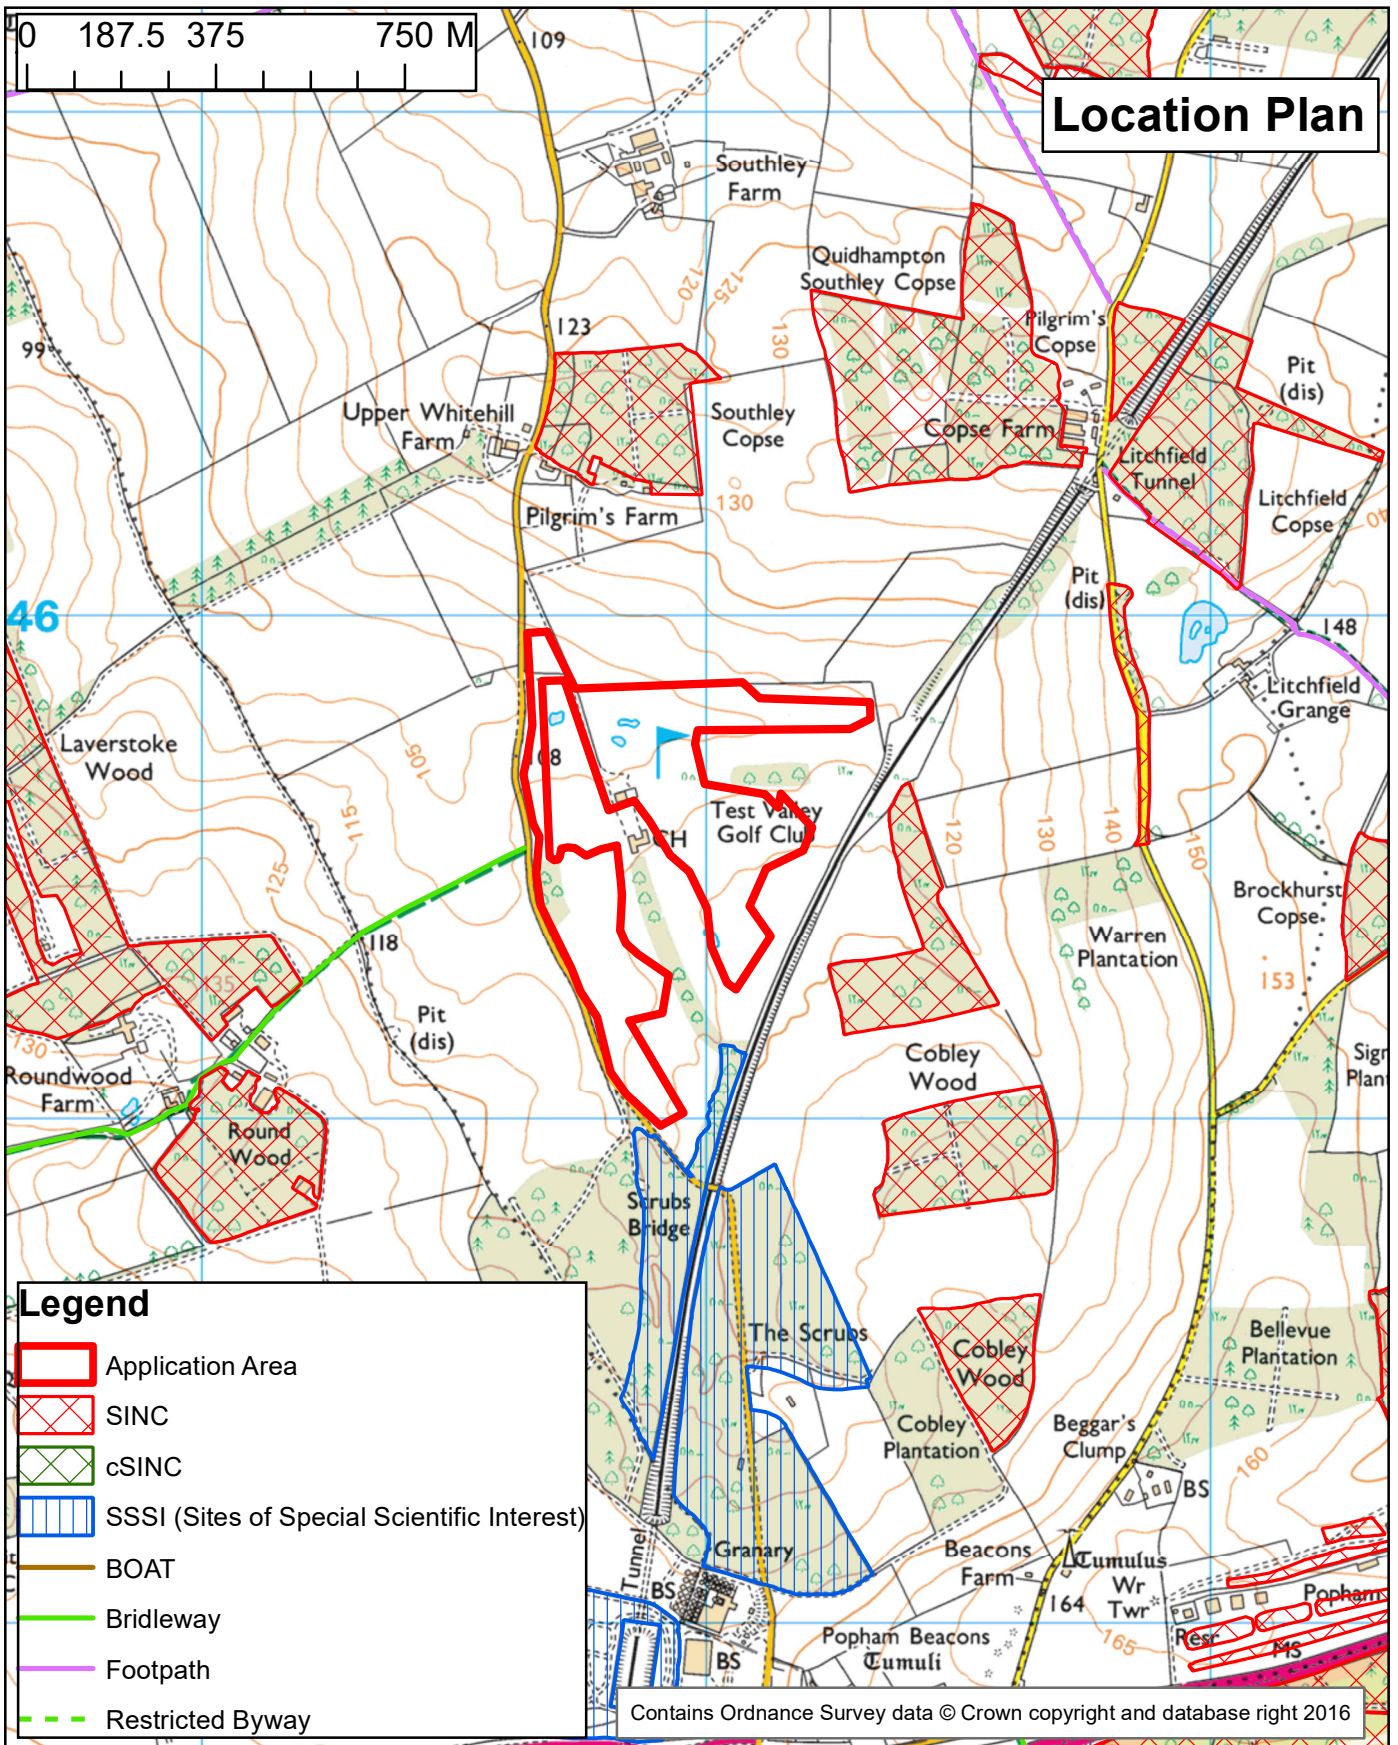 0 187.5 375 750 M
Location Plan
109
Southley
Farm
120
125
130
Quidhampton
Southley Copse
Pilgrim's
Copse
123
99
Upper Whitehill
Farm
Southley
Copse
Copse Farm
Pit
(dis)
Litchfield
Tunnel
Litchfield
Copse
130
Pilgrim's Farm
Pit
(dis)
46
148
Litchfield
Grange
Laverstoke
Wood
105
108
115
Test Valley
Golf Club
CH
120
130
140
150
125
Brockhurst
Copse
118
Warren
Plantation
153
135
Pit
(dis)
130
Cobley
Wood
Roundwood
Farm
Round
Wood
Scrubs
Bridge
Legend
Application Area
SINC
cSINC
SSSI (Sites of Special Scientific Interest)
BOAT
Bridleway
Footpath
Restricted Byway
The Scrubs
Cobley
Wood
Bellevue
Plantation
Cobley
Plantation
Beggar's
Clump
160
BS
Tunnel
Granary
BS
Beacons
Farm
Tumulus
Wr
Twr
164
Popham
Resr
MS
165
Popham Beacons
Tumuli
BS
Contains Ordnance Survey data © Crown copyright and database right 2016